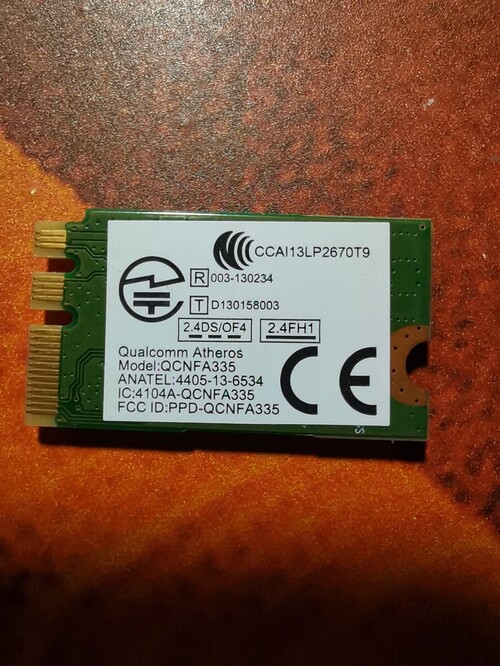 CCAI13LP2670T9
R 003-130234
T D130158003
2.4DS/OF4 2.4FH1
Qualcomm Atheros
Model:QCNFA335
ANATEL:4405-13-6534
IC:4104A-QCNFA335
FCC ID:PPD-QCNFA335
CE